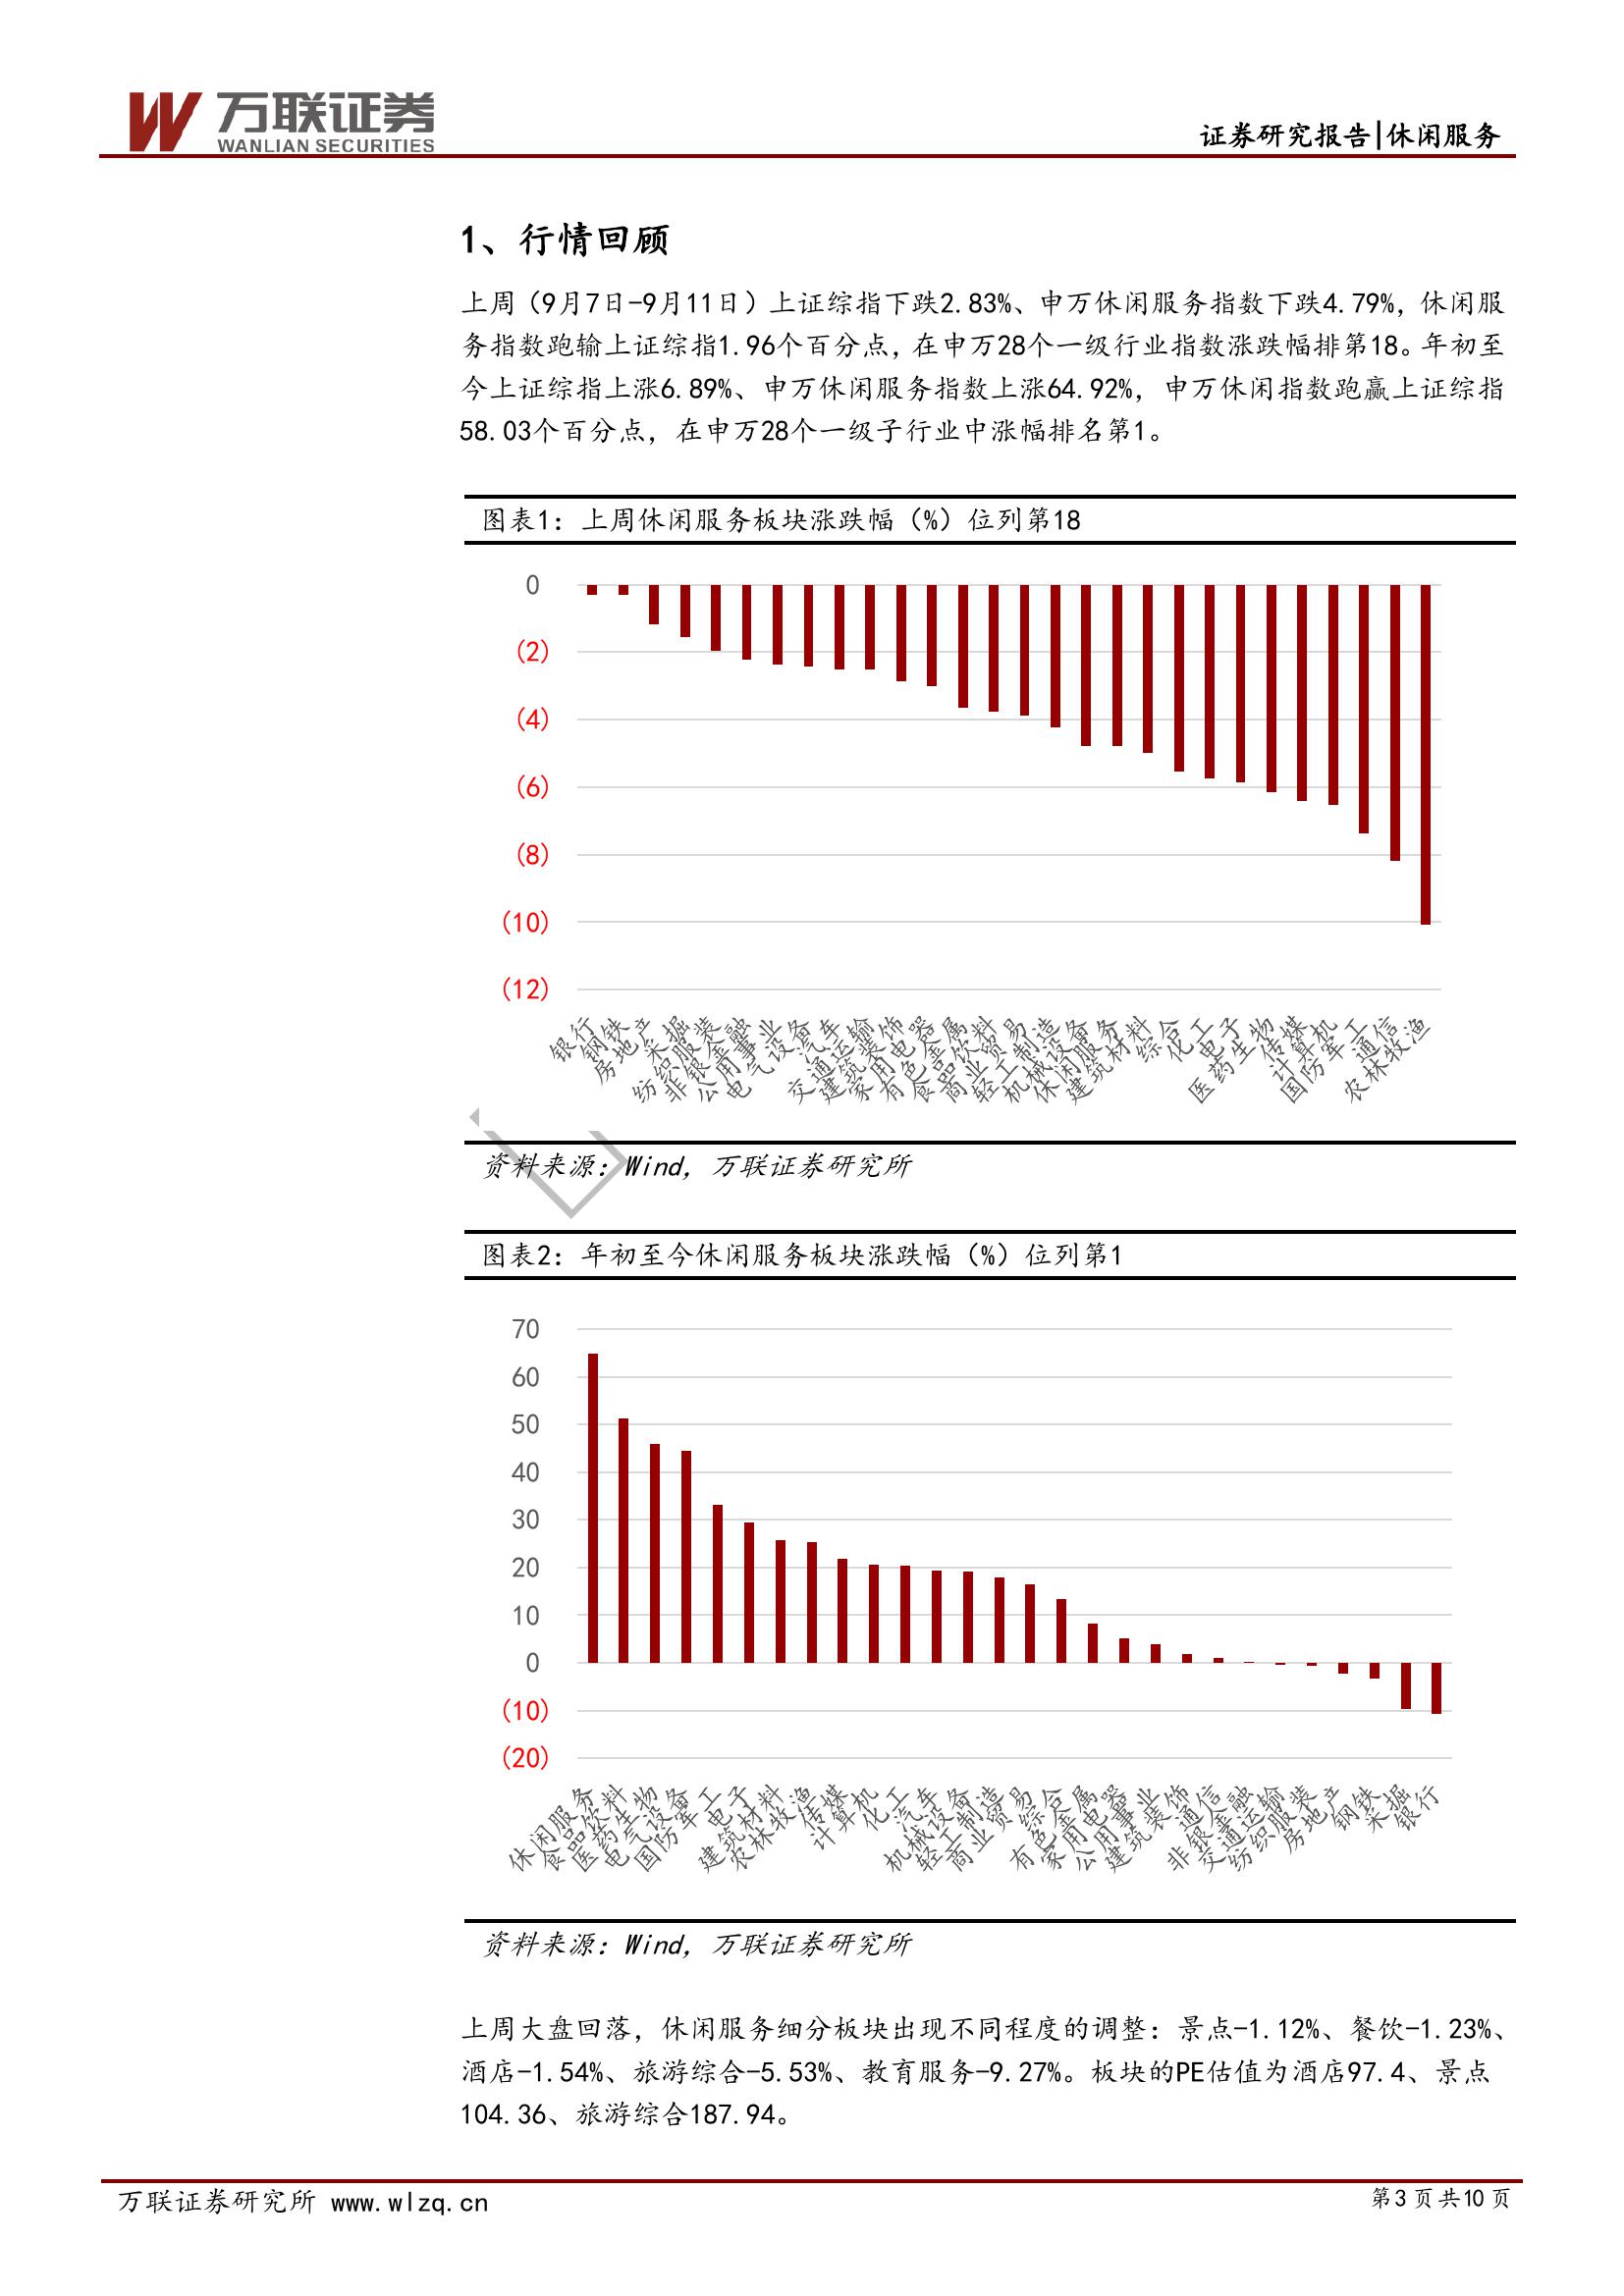 万联证券
WANLIAN SECURITIES
证券研究报告|休闲服务
1、行情回顾
上周（9月7日-9月11日）上证综指下跌2.83%、申万休闲服务指数下跌4.79%，休闲服
务指数跑输上证综指1.96个百分点，在申万28个一级行业指数涨跌幅排第18。年初至
今上证综指上涨6.89%、申万休闲服务指数上涨64.92%，申万休闲指数跑赢上证综指
58.03个百分点，在申万28个一级子行业中涨幅排名第1。
图表1：上周休闲服务板块涨跌幅（%）位列第18
0
(2)
(4)
(6)
(8)
(10)
(12)
银行
钢铁
房地产
采掘
纺织服装
非银金融
公用事业
电气设备
汽车
交通运输
建筑装饰
家用电器
有色金属
食品饮料
商业贸易
轻工制造
机械设备
休闲服务
建筑材料
综合
化工
电子
医药生物
传媒
计算机
国防军工
通信
农林牧渔
资料来源：Wind，万联证券研究所
图表2：年初至今休闲服务板块涨跌幅（%）位列第1
70
60
50
40
30
20
10
0
(10)
(20)
休闲服务
食品饮料
医药生物
电气设备
国防军工
电子
建筑材料
农林牧渔
传媒
计算机
化工
汽车
机械设备
轻工制造
商业贸易
综合
有色金属
家用电器
公用事业
建筑装饰
通信
非银金融
交通运输
纺织服装
房地产
钢铁
采掘
银行
资料来源：Wind，万联证券研究所
上周大盘回落，休闲服务细分板块出现不同程度的调整：景点-1.12%、餐饮-1.23%、
酒店-1.54%、旅游综合-5.53%、教育服务-9.27%。板块的PE估值为酒店97.4、景点
104.36、旅游综合187.94。
万联证券研究所 www.wlzq.cn
第3页共10页